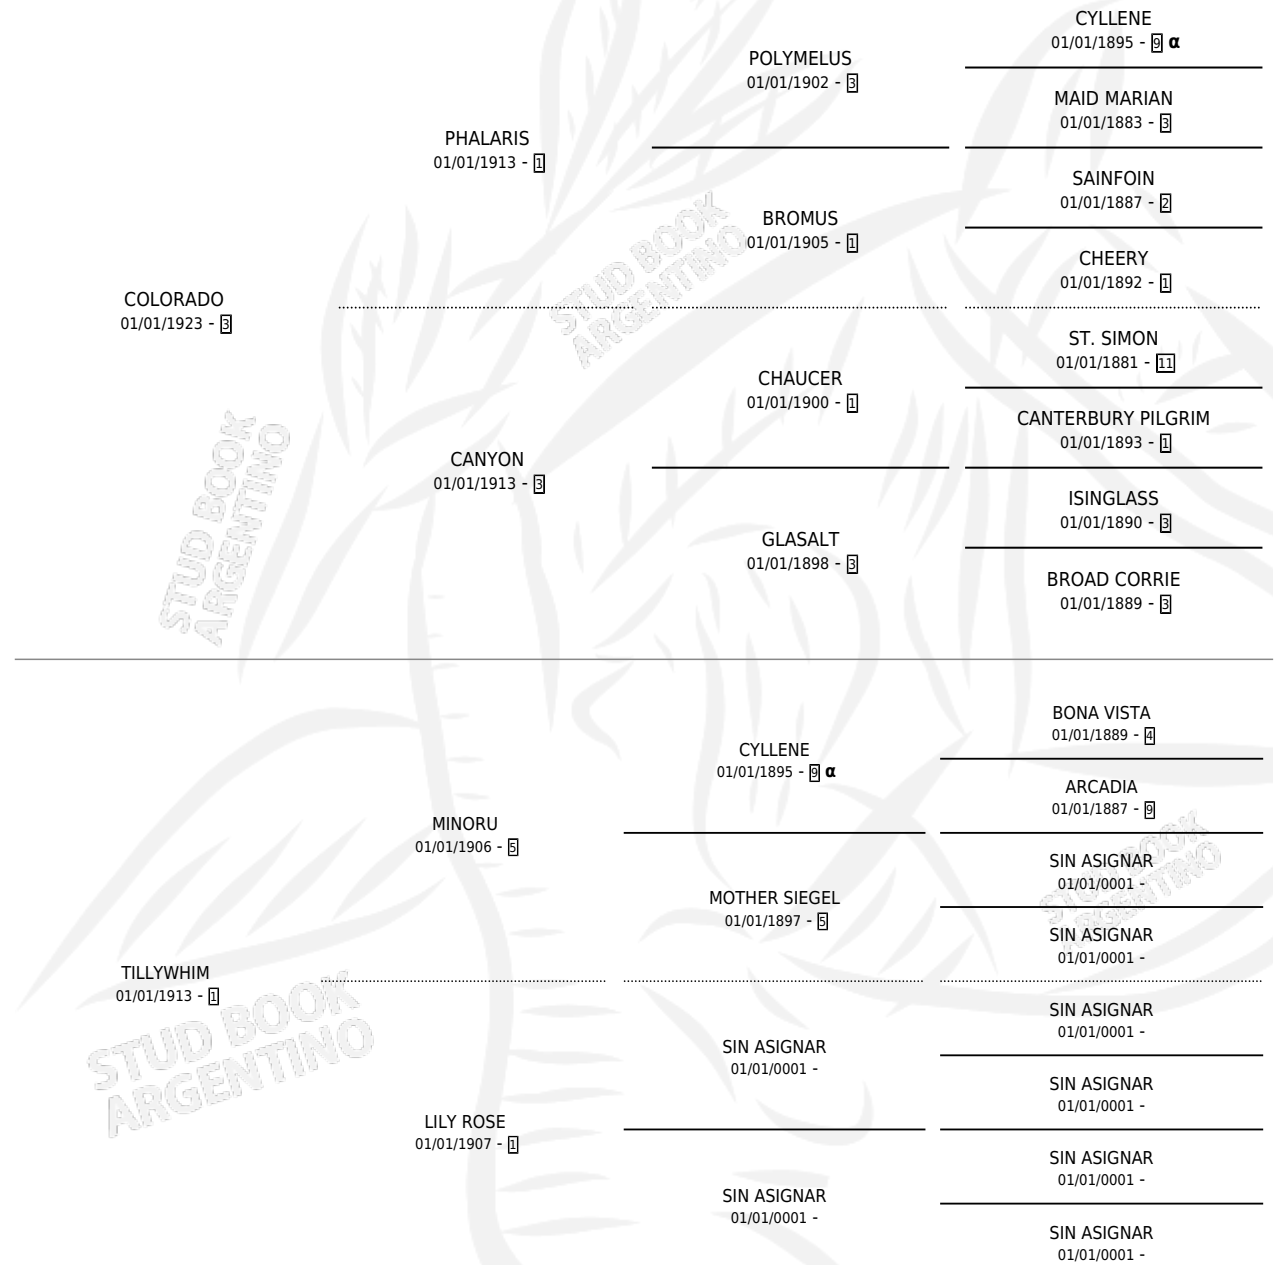 CYLLENE
01/01/1895 - 9 α
POLYMELUS
01/01/1902 - 3
MAID MARIAN
01/01/1883 - 3
PHALARIS
01/01/1913 - 1
SAINFOIN
01/01/1887 - 2
BROMUS
01/01/1905 - 1
CHEERY
01/01/1892 - 1
COLORADO
01/01/1923 - 3
ST. SIMON
01/01/1881 - 11
CHAUCER
01/01/1900 - 1
CANTERBURY PILGRIM
01/01/1893 - 1
CANYON
01/01/1913 - 3
ISINGLASS
01/01/1890 - 3
GLASALT
01/01/1898 - 3
BROAD CORRIE
01/01/1889 - 3
BONA VISTA
01/01/1889 - 4
CYLLENE
01/01/1895 - 9 α
ARCADIA
01/01/1887 - 9
MINORU
01/01/1906 - 5
SIN ASIGNAR
01/01/0001 -
MOTHER SIEGEL
01/01/1897 - 5
SIN ASIGNAR
01/01/0001 -
TILLYWHIM
01/01/1913 - 1
SIN ASIGNAR
01/01/0001 -
SIN ASIGNAR
01/01/0001 -
SIN ASIGNAR
01/01/0001 -
LILY ROSE
01/01/1907 - 1
SIN ASIGNAR
01/01/0001 -
SIN ASIGNAR
01/01/0001 -
SIN ASIGNAR
01/01/0001 -
STUD BOOK
ARGENTINO
STUD BOOK
ARGENTINO
STUD BOOK
ARGENTINO
STUD BOOK
ARGENTINO